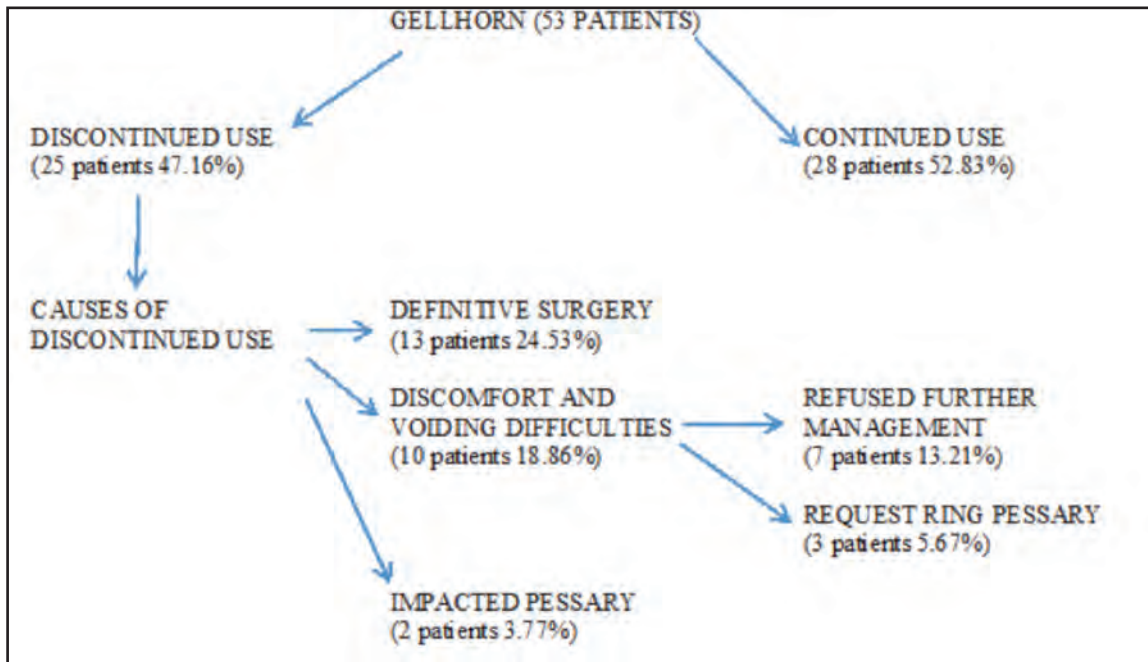 GELLHORN (53 PATIENTS)
DISCONTINUED USE
(25 patients 47.16%)
CONTINUED USE
(28 patients 52.83%)
CAUSES OF
DISCONTINUED USE
DEFINITIVE SURGERY
(13 patients 24.53%)
DISCOMFORT AND
VOIDING DIFFICULTIES
(10 patients 18.86%)
REFUSED FURTHER
MANAGEMENT
(7 patients 13.21%)
REQUEST RING PESSARY
(3 patients 5.67%)
IMPACTED PESSARY
(2 patients 3.77%)